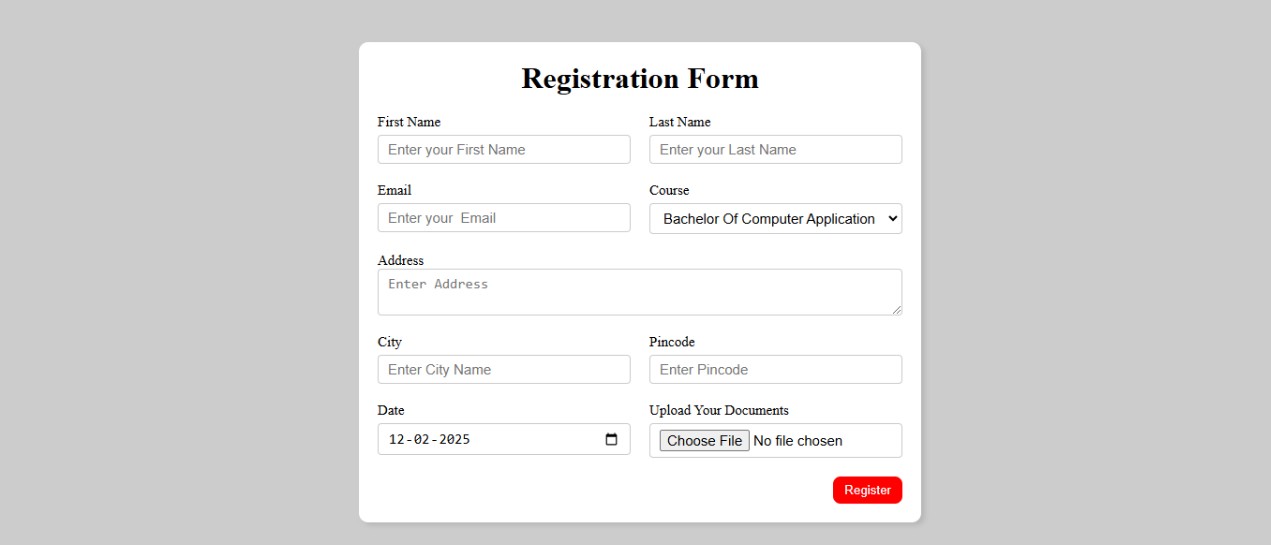 Registration Form
First Name Last Name
Enter your First Name Enter your Last Name
Email Course
Enter your  Email Bachelor Of Computer Application
Address
Enter Address
City Pincode
Enter City Name Enter Pincode
Date Upload Your Documents
12-02-2025 Choose File No file chosen
Register